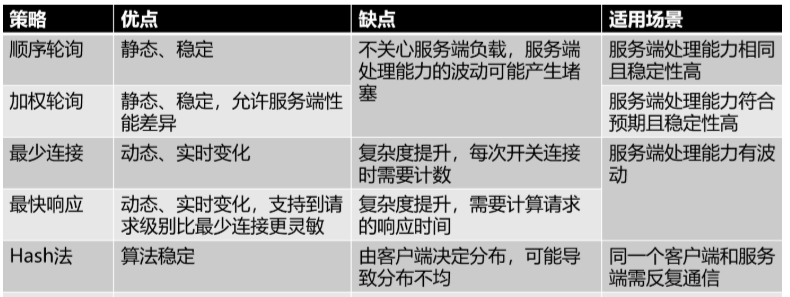 策略 优点 缺点 适用场景
顺序轮询 静态、稳定 不关心服务端负载，服务端处理能力的波动可能产生堵塞 服务端处理能力相同且稳定性高
加权轮询 静态、稳定，允许服务端性能差异 服务端处理能力符合预期且稳定性高
最少连接 动态、实时变化 复杂度提升，每次开关连接时需要计数 服务端处理能力有波动
最快响应 动态、实时变化，支持到请求级别比最少连接更灵敏 复杂度提升，需要计算请求的响应时间
Hash法 算法稳定 由客户端决定分布，可能导致分布不均 同一个客户端和服务端需反复通信